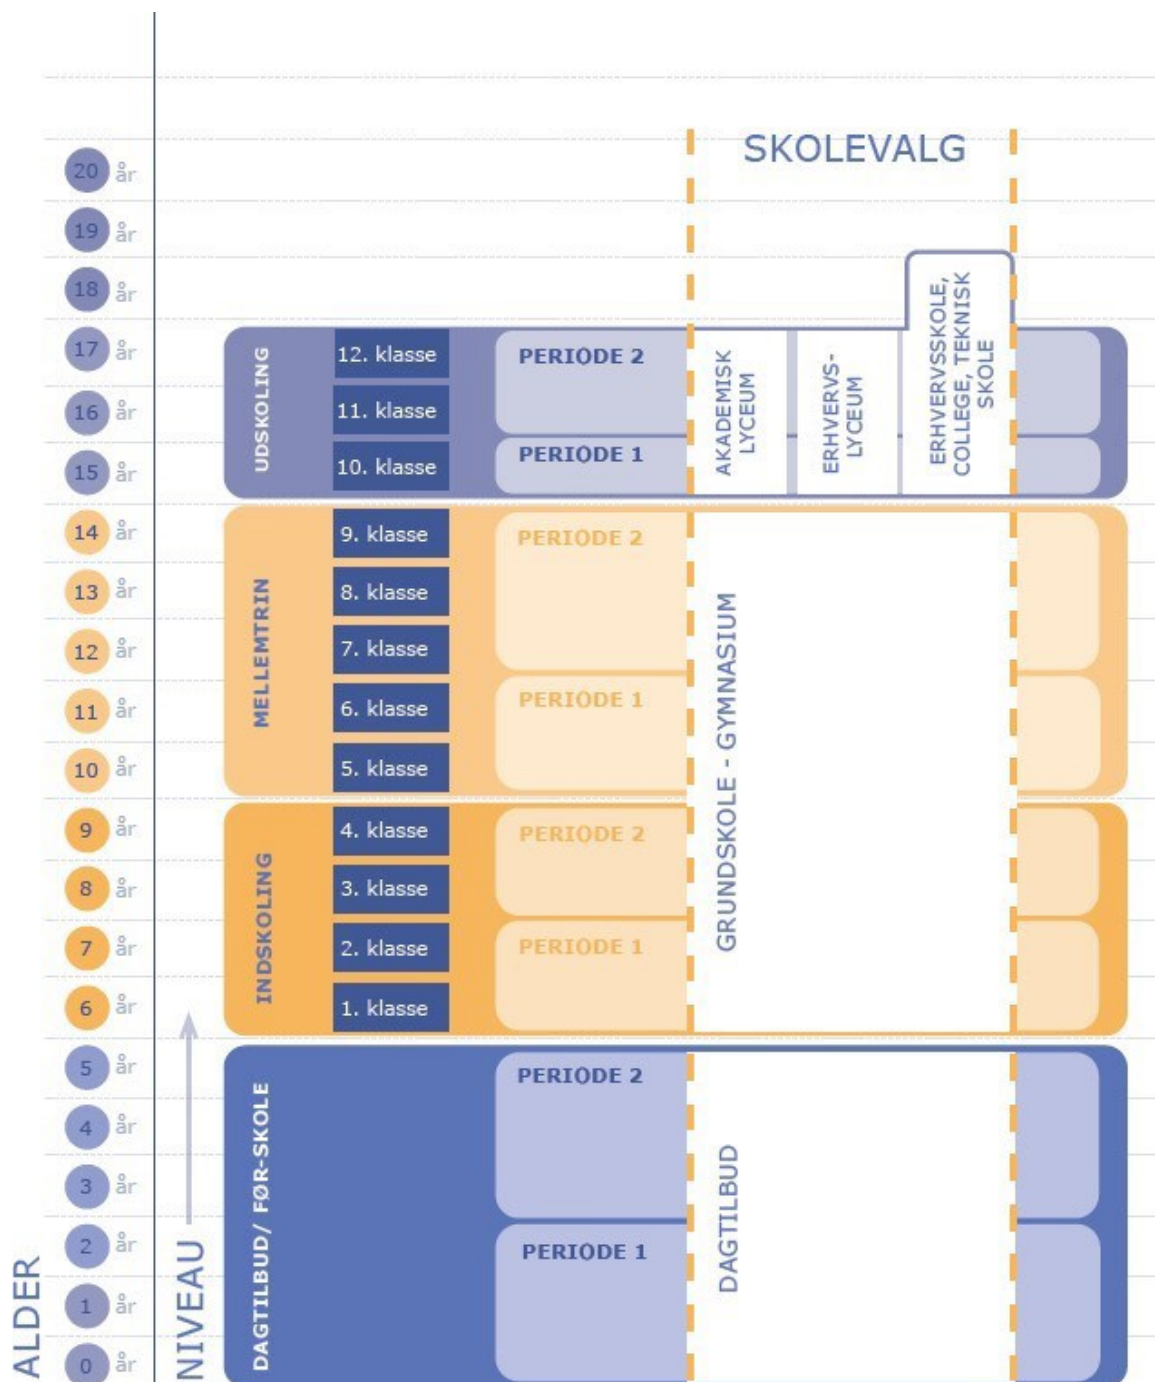 SKOLEVALG
20 år
19 år
18 år
17 år
16 år
15 år
14 år
13 år
12 år
11 år
10 år
9 år
8 år
7 år
6 år
5 år
4 år
3 år
2 år
1 år
0 år
ALDER
NIVEAU
UDSKOLING
12. klasse
11. klasse
10. klasse
PERIODE 2
PERIODE 1
AKADEMISK
LYCEUM
ERHVERVS-
LYCEUM
ERHVERVSSKOLE,
COLLEGE, TEKNISK
SKOLE
MELLEMTRIN
9. klasse
8. klasse
7. klasse
6. klasse
5. klasse
PERIODE 2
PERIODE 1
GRUNDSKOLE - GYMNASIUM
INDSKOLING
4. klasse
3. klasse
2. klasse
1. klasse
PERIODE 2
PERIODE 1
DAGTILBUD/ FØR-SKOLE
PERIODE 2
PERIODE 1
DAGTILBUD